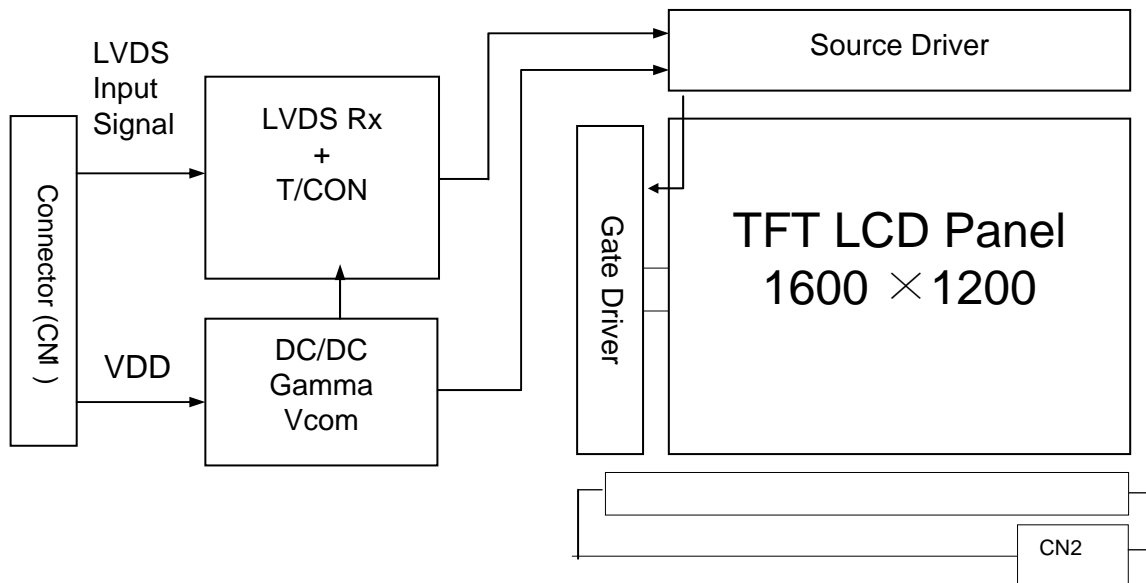 LVDS
Input
Signal
Connector (CN1)
VDD
LVDS Rx
+
T/CON
DC/DC
Gamma
Vcom
Source Driver
Gate Driver
TFT LCD Panel
1600 ×1200
CN2